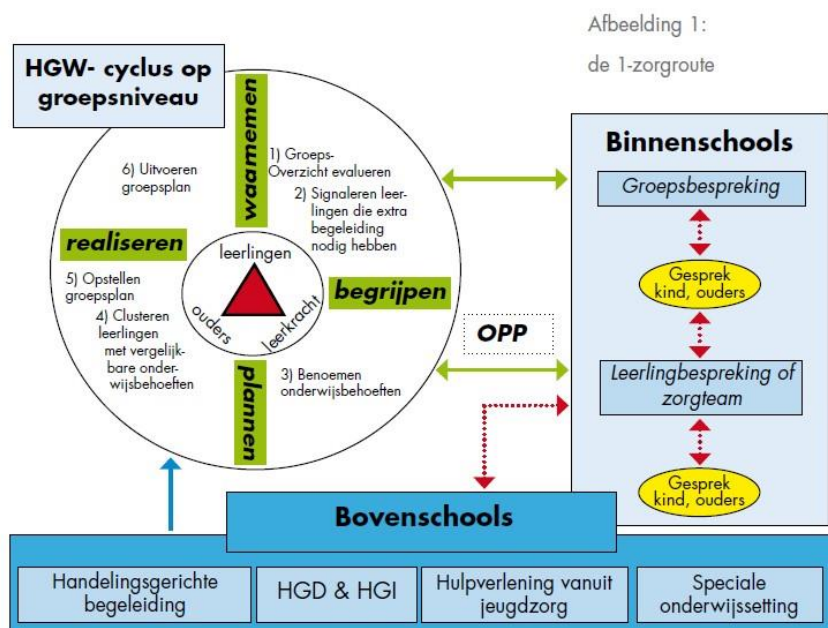 Afbeelding 1:
de 1-zorgroute
HGW- cyclus op
groepsniveau
waarnemen
1) Groeps-
Overzicht evalueren
2) Signaleren leer-
lingen die extra
begeleiding
nodig hebben
begrijpen
3) Benoemen
onderwijsbehoeften
plannen
4) Clusteren
leerlingen
met vergelijk-
bare onder-
wijsbehoeften
5) Opstellen
groepsplan
realiseren
6) Uitvoeren
groepsplan
leerlingen
ouders
leerkracht
OPP
Binnenschools
Groepsbespreking
Gesprek
kind, ouders
Leerlingbespreking of
zorgteam
Gesprek
kind, ouders
Bovenschools
Handelingsgerichte
begeleiding
HGD & HGI
Hulpverlening vanuit
jeugdzorg
Speciale
onderwijssetting